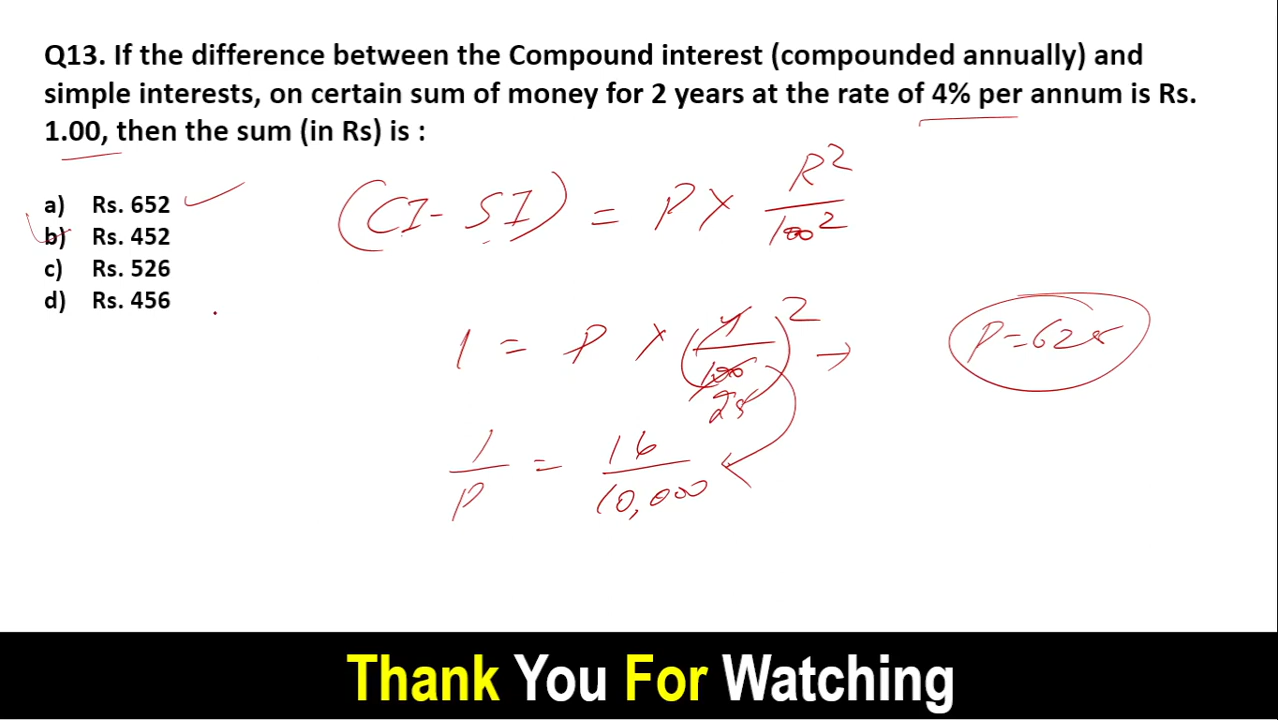 Q13. If the difference between the Compound interest (compounded annually) and
simple interests, on certain sum of money for 2 years at the rate of 4% per annum is Rs.
1.00, then the sum (in Rs) is :
a) Rs. 652
b) Rs. 452
c) Rs. 526
d) Rs. 456
(CI - SI) = P × R²/100²
1 = P × (4/100)² →
25
P = 625
1/P = 16/10,000
Thank You For Watching